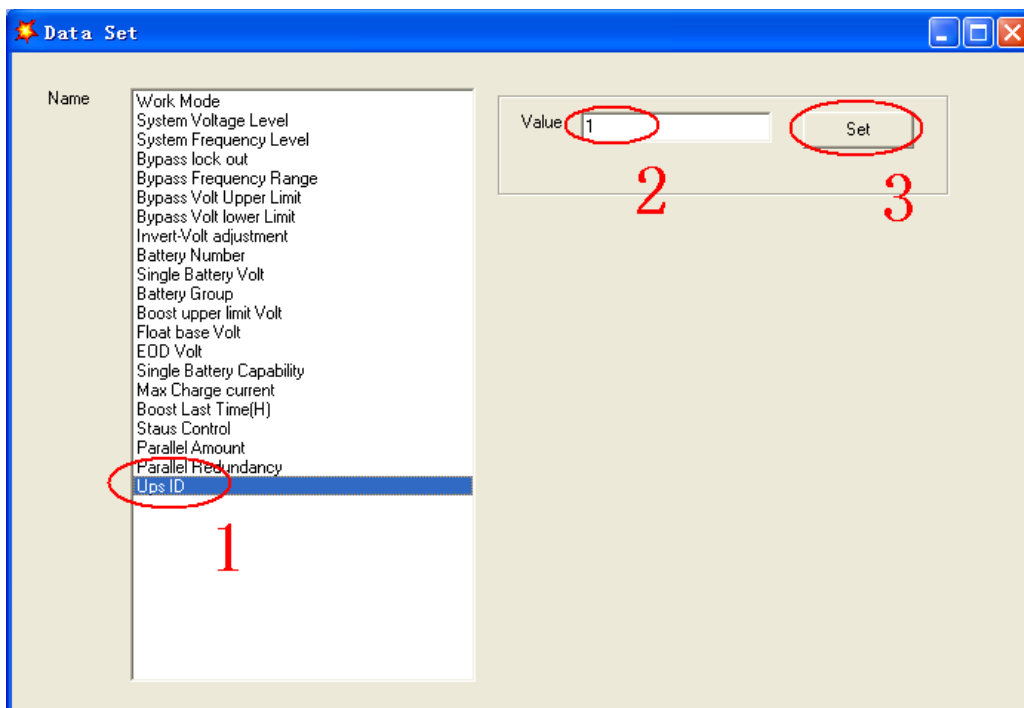 Data Set
Name
Work Mode
System Voltage Level
System Frequency Level
Bypass lock out
Bypass Frequency Range
Bypass Volt Upper Limit
Bypass Volt lower Limit
Invert-Volt adjustment
Battery Number
Single Battery Volt
Battery Group
Boost upper limit Volt
Float base Volt
EOD Volt
Single Battery Capability
Max Charge current
Boost Last Time(H)
Staus Control
Parallel Amount
Parallel Redundancy
Ups ID
1
Value 1 Set
2 3